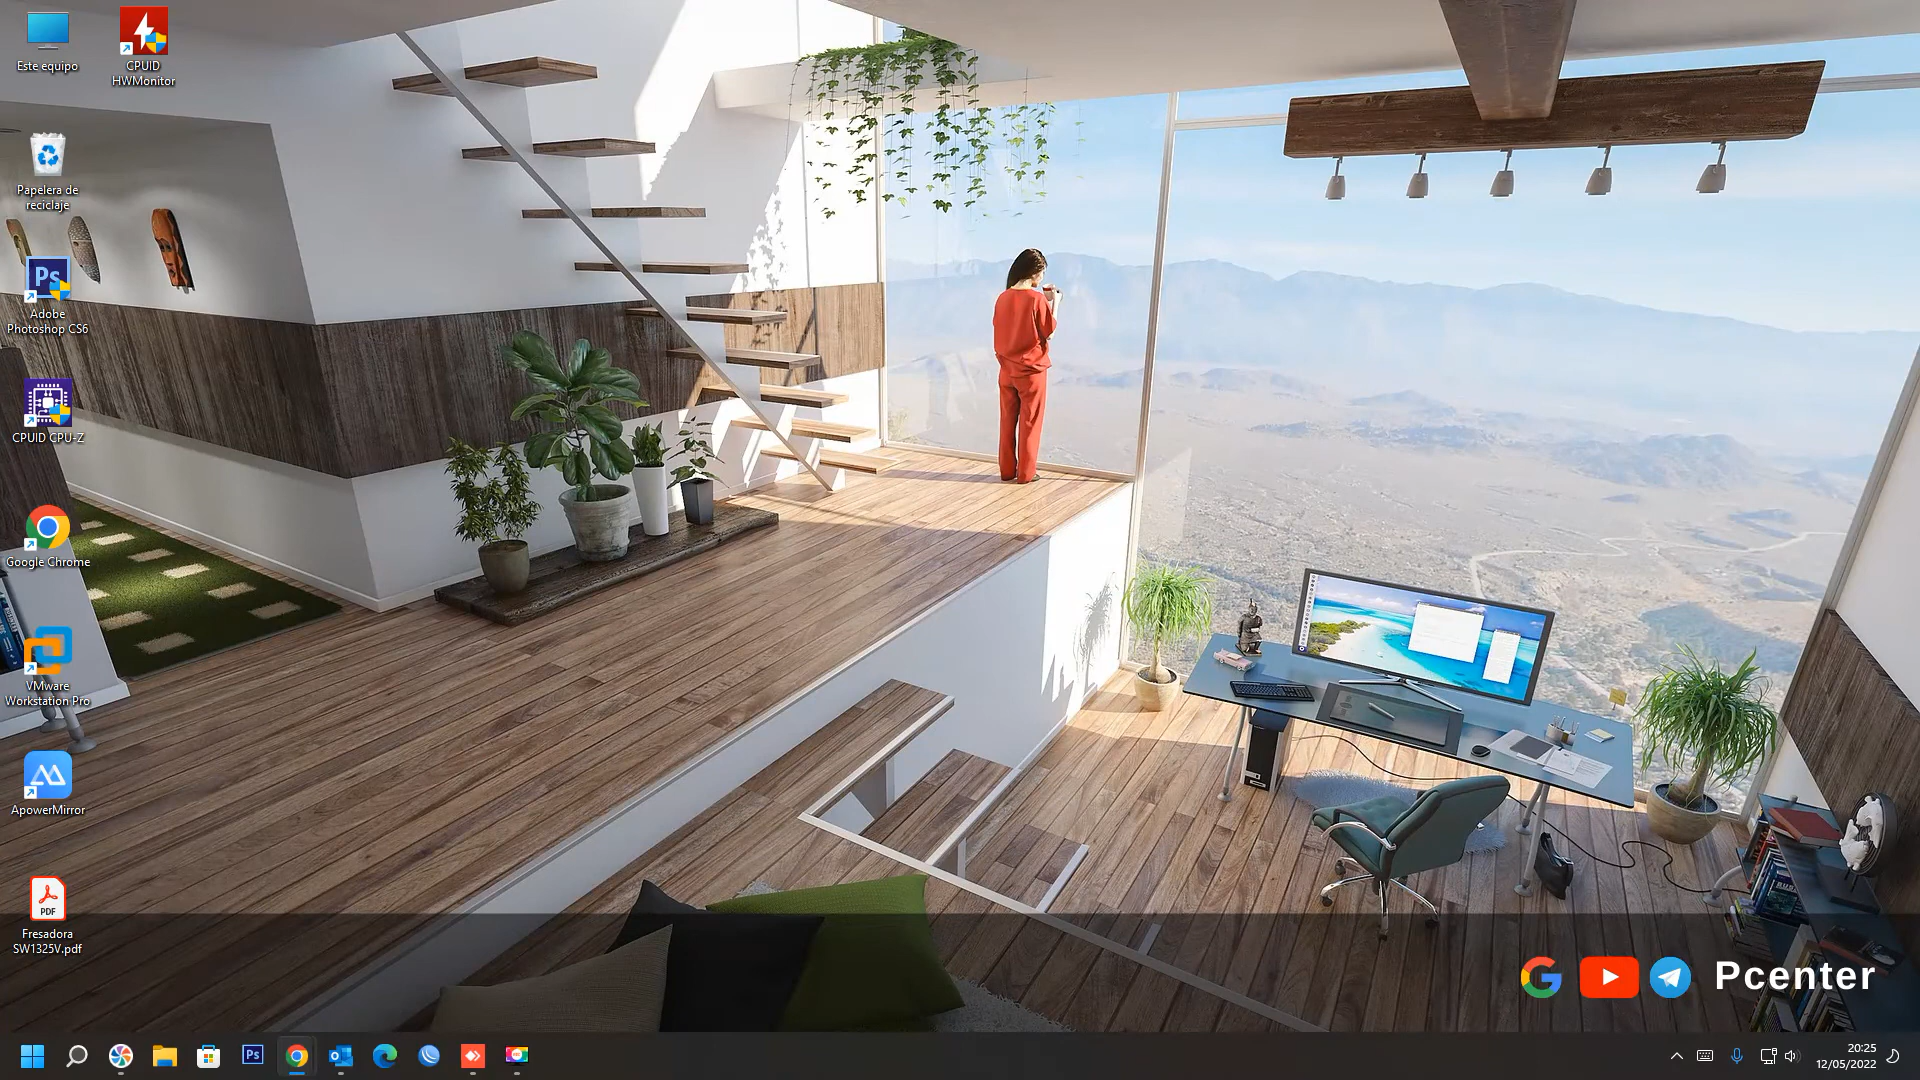 Este equipo
CPUID
HWMonitor
Papelera de
reciclaje
Ps
Adobe
Photoshop CS6
CPUID CPU-Z
Google Chrome
VMware
Workstation Pro
ApowerMirror
PDF
Fresadora
SW1325V.pdf
Pcenter
Ps
20:25
12/05/2022